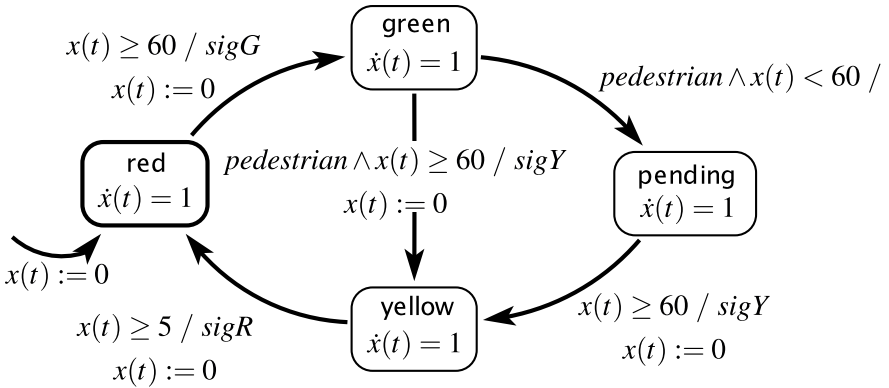 green
ẋ(t) = 1
x(t) ≥ 60 / sigG
x(t) := 0
pedestrian ∧ x(t) < 60 /
red
ẋ(t) = 1
pedestrian ∧ x(t) ≥ 60 / sigY
x(t) := 0
pending
ẋ(t) = 1
x(t) := 0
yellow
ẋ(t) = 1
x(t) ≥ 5 / sigR
x(t) := 0
x(t) ≥ 60 / sigY
x(t) := 0